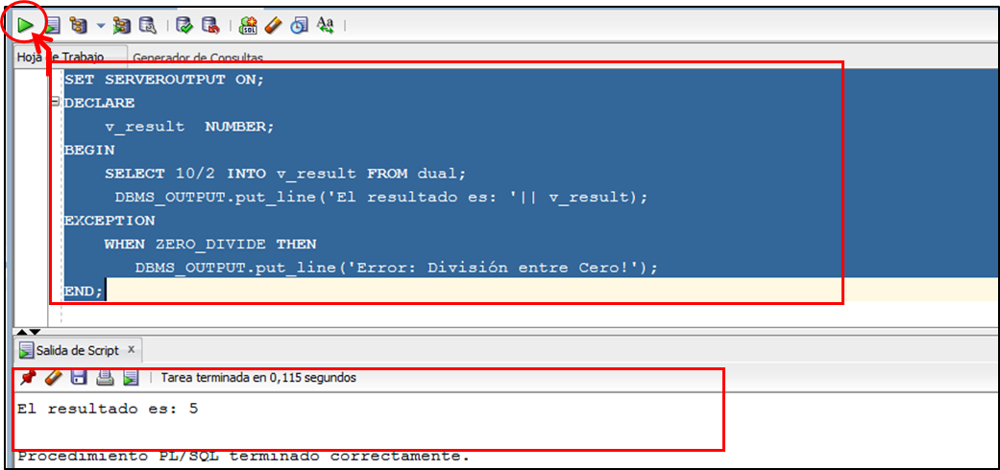 SQL
Aa
Hoja de Trabajo Generador de Consultas
SET SERVEROUTPUT ON;
DECLARE
v_result NUMBER;
BEGIN
SELECT 10/2 INTO v_result FROM dual;
DBMS_OUTPUT.put_line('El resultado es: '|| v_result);
EXCEPTION
WHEN ZERO_DIVIDE THEN
DBMS_OUTPUT.put_line('Error: División entre Cero!');
END;
Salida de Script x
Tarea terminada en 0,115 segundos
El resultado es: 5
Procedimiento PL/SQL terminado correctamente.